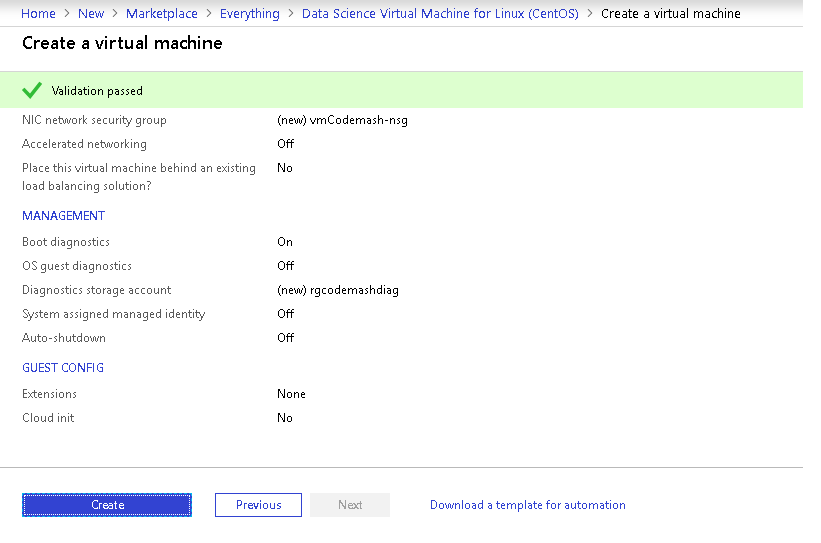 Home > New > Marketplace > Everything > Data Science Virtual Machine for Linux (CentOS) > Create a virtual machine
Create a virtual machine
Validation passed
NIC network security group (new) vmCodemash-nsg
Accelerated networking Off
Place this virtual machine behind an existing No
load balancing solution?
MANAGEMENT
Boot diagnostics On
OS guest diagnostics Off
Diagnostics storage account (new) rgcodemashdiag
System assigned managed identity Off
Auto-shutdown Off
GUEST CONFIG
Extensions None
Cloud init No
Create Previous Next Download a template for automation